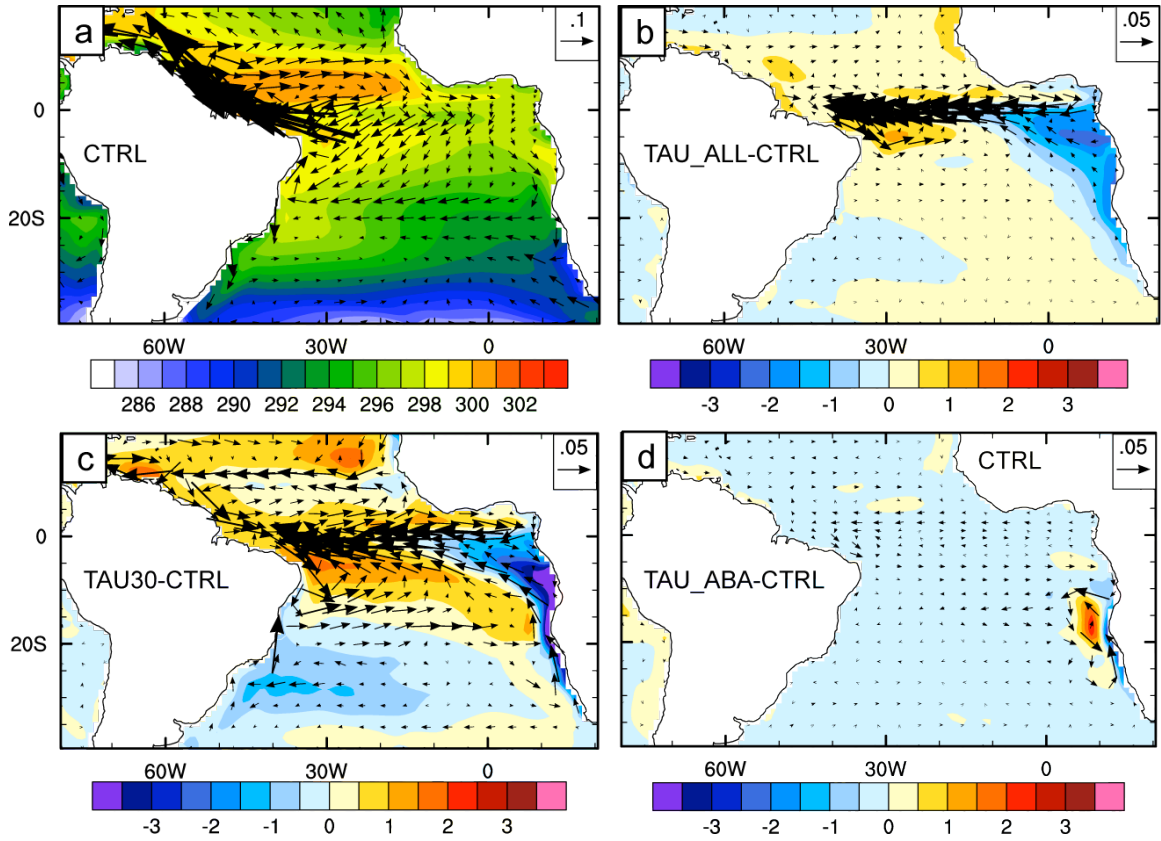 a
.1
b
.05
0
CTRL
TAU_ALL-CTRL
20S
60W 30W 0
60W 30W 0
286 288 290 292 294 296 298 300 302
-3 -2 -1 0 1 2 3
c
.05
d
CTRL
.05
0
TAU30-CTRL
TAU_ABA-CTRL
20S
60W 30W 0
60W 30W 0
-3 -2 -1 0 1 2 3
-3 -2 -1 0 1 2 3